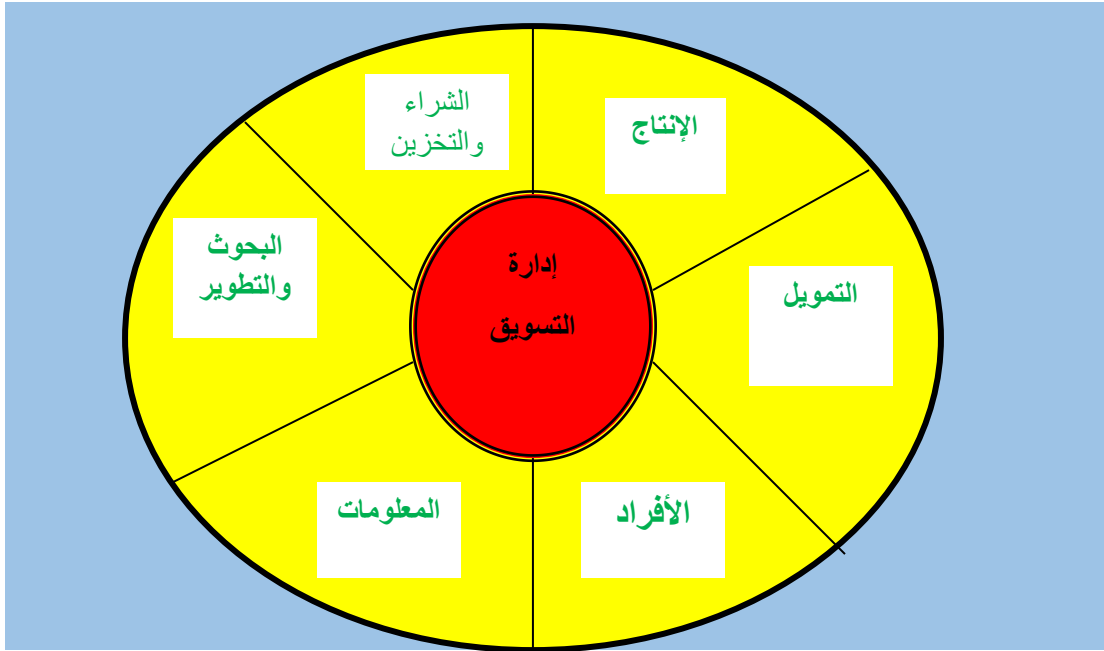 الشراء
والتخزين
الإنتاج
البحوث
والتطوير
إدارة
التسويق
التمويل
المعلومات
الأفراد